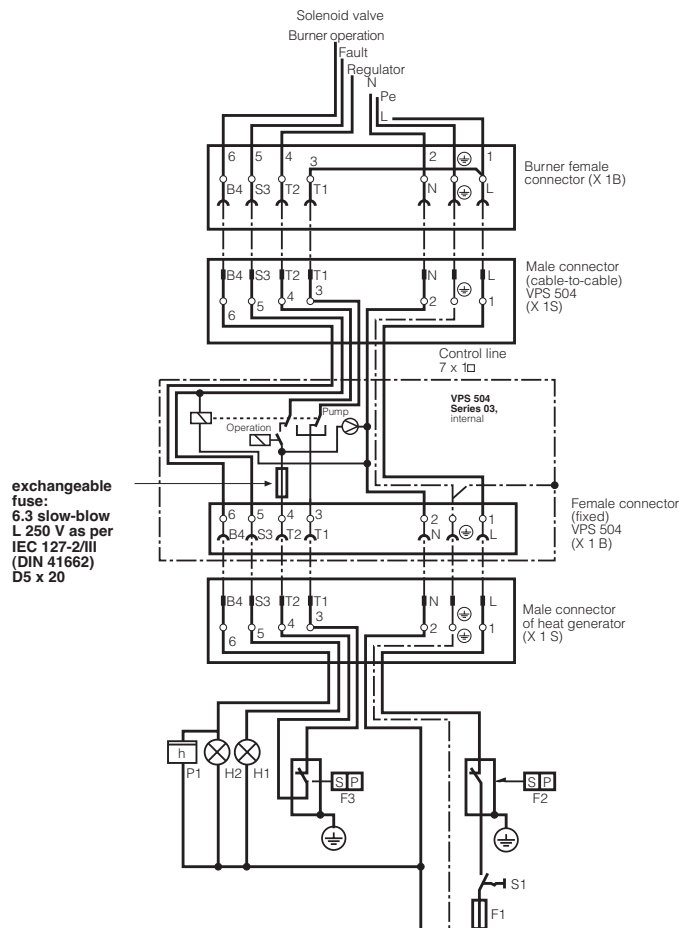 Solenoid valve
Burner operation
Fault
Regulator
N
Pe
L
6 5 4 3 2 1
B4 S3 T2 T1 N L
Burner female
connector (X 1B)
B4 S3 T2 T1 N L
6 5 4 3 2 1
Male connector
(cable-to-cable)
VPS 504
(X 1S)
Control line
7 x 1□
VPS 504
Series 03,
internal
Pump
Operation
exchangeable
fuse:
6.3 slow-blow
L 250 V as per
IEC 127-2/III
(DIN 41662)
D5 x 20
6 5 4 3 2 1
B4 S3 T2 T1 N L
Female connector
(fixed)
VPS 504
(X 1 B)
B4 S3 T2 T1 N L
6 5 4 3 2 1
Male connector
of heat generator
(X 1 S)
h
P1 H2 H1
S P
F3
S P
F2
S1
F1